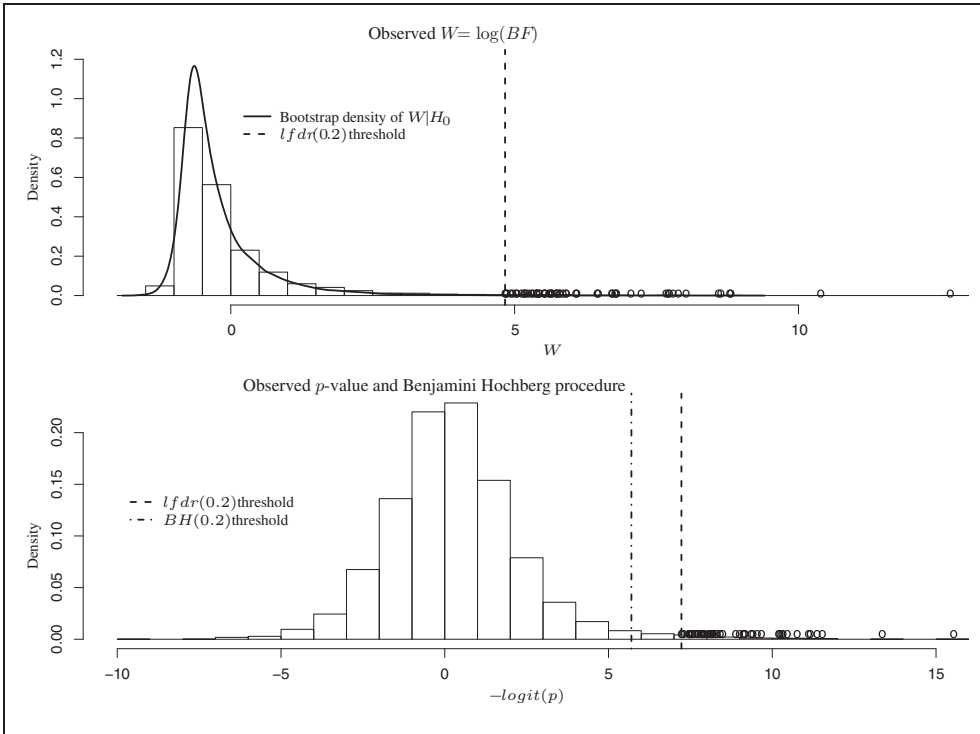 Observed W= log(BF)
Density
0.0 0.2 0.4 0.6 0.8 1.0 1.2
Bootstrap density of W|H₀
lfdr(0.2)threshold
0 5 10
W
Observed p-value and Benjamini Hochberg procedure
Density
0.00 0.05 0.10 0.15 0.20
lfdr(0.2)threshold
BH(0.2)threshold
−10 −5 0 5 10 15
−logit(p)